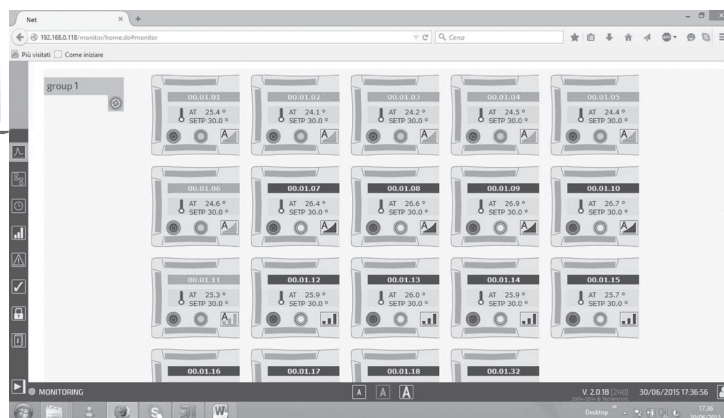 Net
192.168.0.118/monitor/home.do#monitor
Cerca
Più visitati
Come iniziare
group 1
00.01.01
AT 25.4 °
SETP 30.0 °
A
00.01.02
AT 24.1 °
SETP 30.0 °
A
00.01.03
AT 24.2 °
SETP 30.0 °
A
00.01.04
AT 24.5 °
SETP 30.0 °
A
00.01.05
AT 24.4 °
SETP 30.0 °
A
00.01.06
AT 24.6 °
SETP 30.0 °
A
00.01.07
AT 26.4 °
SETP 30.0 °
A
00.01.08
AT 26.6 °
SETP 30.0 °
A
00.01.09
AT 26.9 °
SETP 30.0 °
A
00.01.10
AT 26.7 °
SETP 30.0 °
A
00.01.11
AT 25.3 °
SETP 30.0 °
A
00.01.12
AT 25.9 °
SETP 30.0 °
00.01.13
AT 26.0 °
SETP 30.0 °
00.01.14
AT 25.9 °
SETP 30.0 °
00.01.15
AT 25.7 °
SETP 30.0 °
00.01.16
00.01.17
00.01.18
00.01.32
MONITORING
A A A
V. 2.0.18 [240]
30/06/2015 17:36:56
Desktop
17.36
30/06/2015